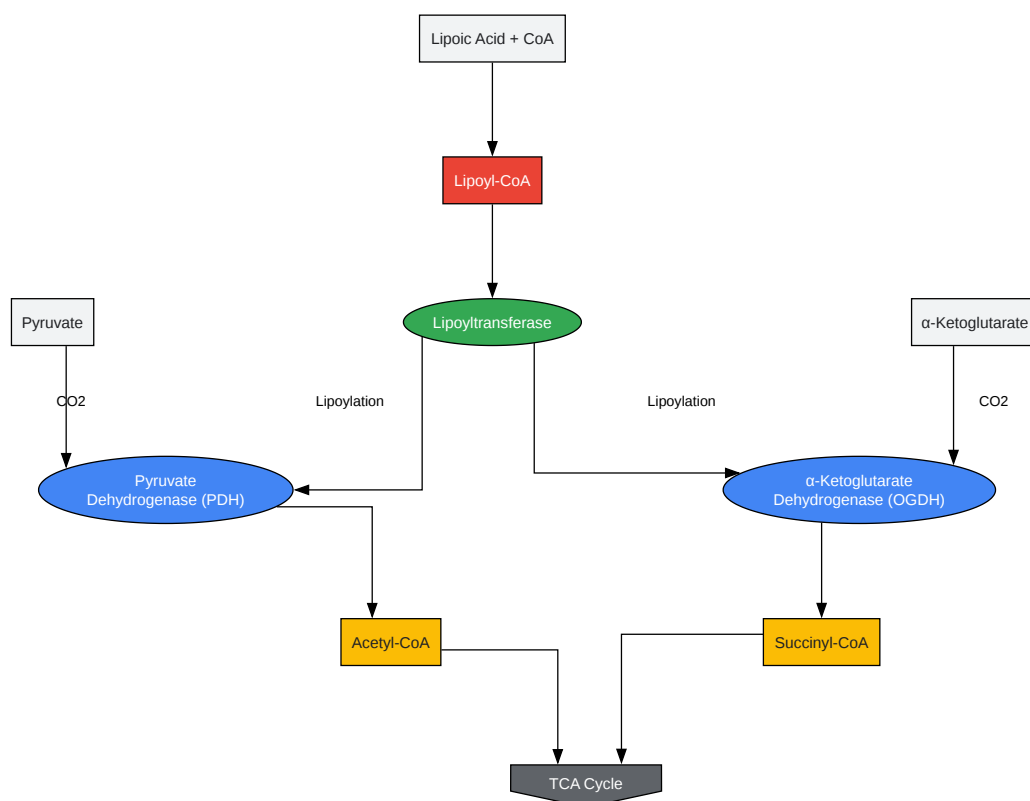 Lipoic Acid + CoA
Lipoyl-CoA
Pyruvate
Lipoyltransferase
α-Ketoglutarate
CO2
Lipoylation
Lipoylation
CO2
Pyruvate
Dehydrogenase (PDH)
α-Ketoglutarate
Dehydrogenase (OGDH)
Acetyl-CoA
Succinyl-CoA
TCA Cycle